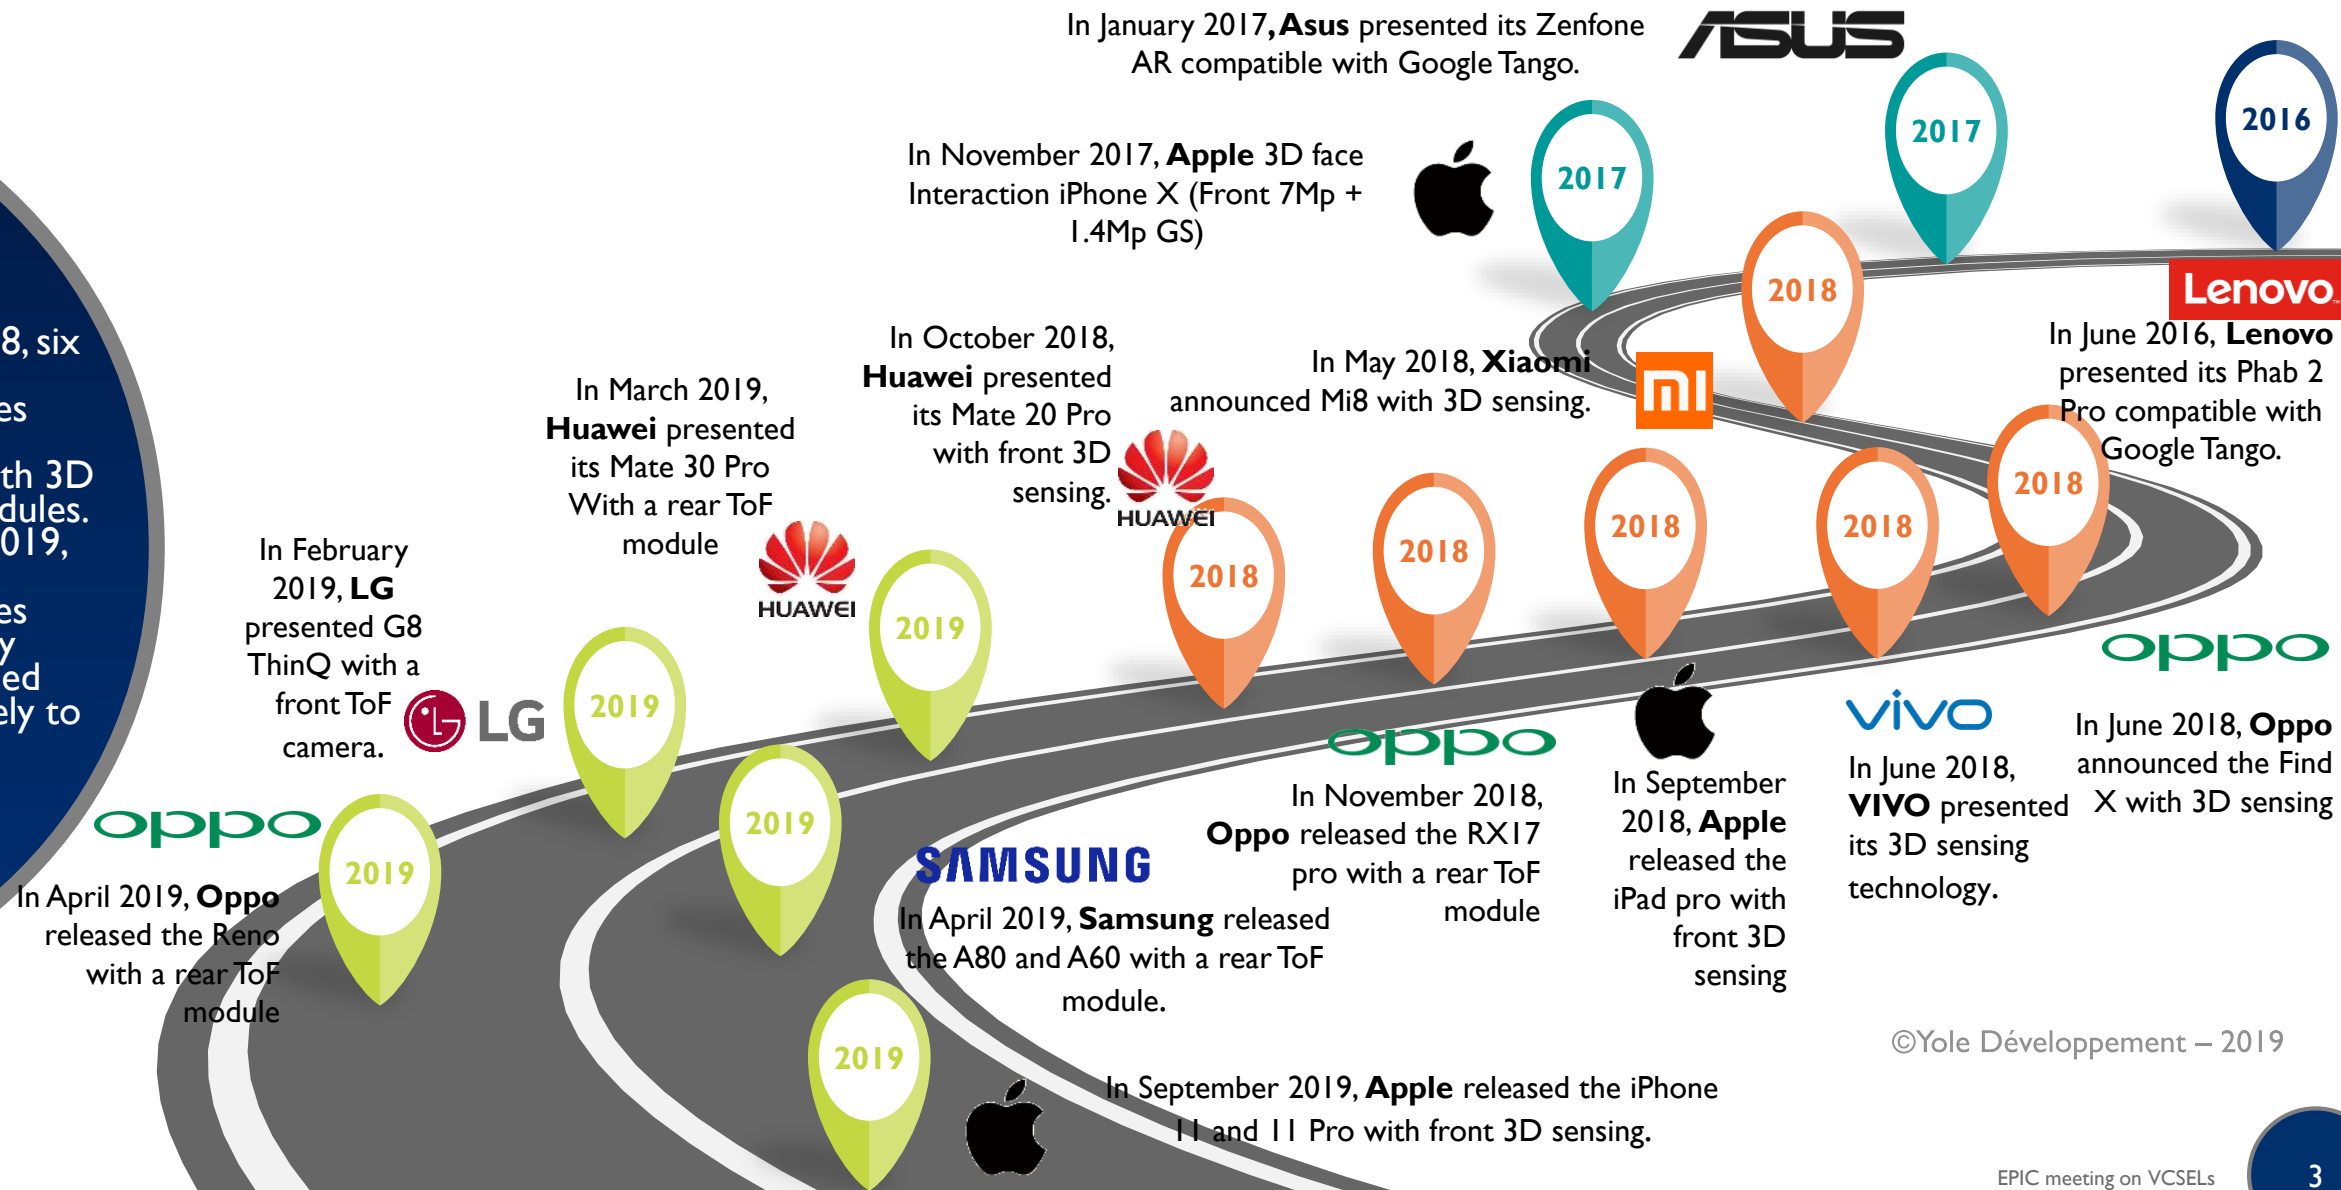 In January 2017, Asus presented its Zenfone
AR compatible with Google Tango.
ASUS
2017
2016
In November 2017, Apple 3D face
Interaction iPhone X (Front 7Mp +
1.4Mp GS)
2017
2018
Lenovo
In June 2016, Lenovo
presented its Phab 2
Pro compatible with
Google Tango.
In May 2018, Xiaomi
announced Mi8 with 3D sensing.
mi
In October 2018,
Huawei presented
its Mate 20 Pro
with front 3D
sensing.
HUAWEI
2018
2018
2018
2018
2018
In March 2019,
Huawei presented
its Mate 30 Pro
With a rear ToF
module
HUAWEI
2019
8, six
es
th 3D
dules.
019,
es
y
ed
ely to
In February
2019, LG
presented G8
ThinQ with a
front ToF
camera.
LG
2019
2019
oppo
In June 2018, Oppo
announced the Find
X with 3D sensing
vivo
In June 2018,
VIVO presented
its 3D sensing
technology.
In September
2018, Apple
released the
iPad pro with
front 3D
sensing
oppo
In November 2018,
Oppo released the RX17
pro with a rear ToF
module
SAMSUNG
In April 2019, Samsung released
the A80 and A60 with a rear ToF
module.
oppo
2019
In April 2019, Oppo
released the Reno
with a rear ToF
module
2019
In September 2019, Apple released the iPhone
11 and 11 Pro with front 3D sensing.
©Yole Développement – 2019
EPIC meeting on VCSELs
3